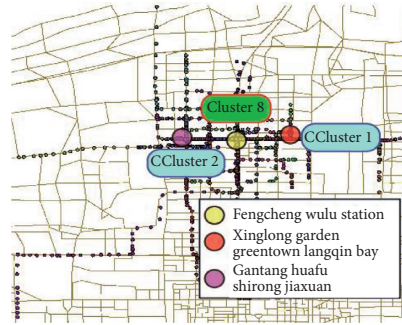 Cluster 8
CCluster 1
CCluster 2
Fengcheng wulu station
Xinglong garden
greentown langqin bay
Gantang huafu
shirong jiaxuan